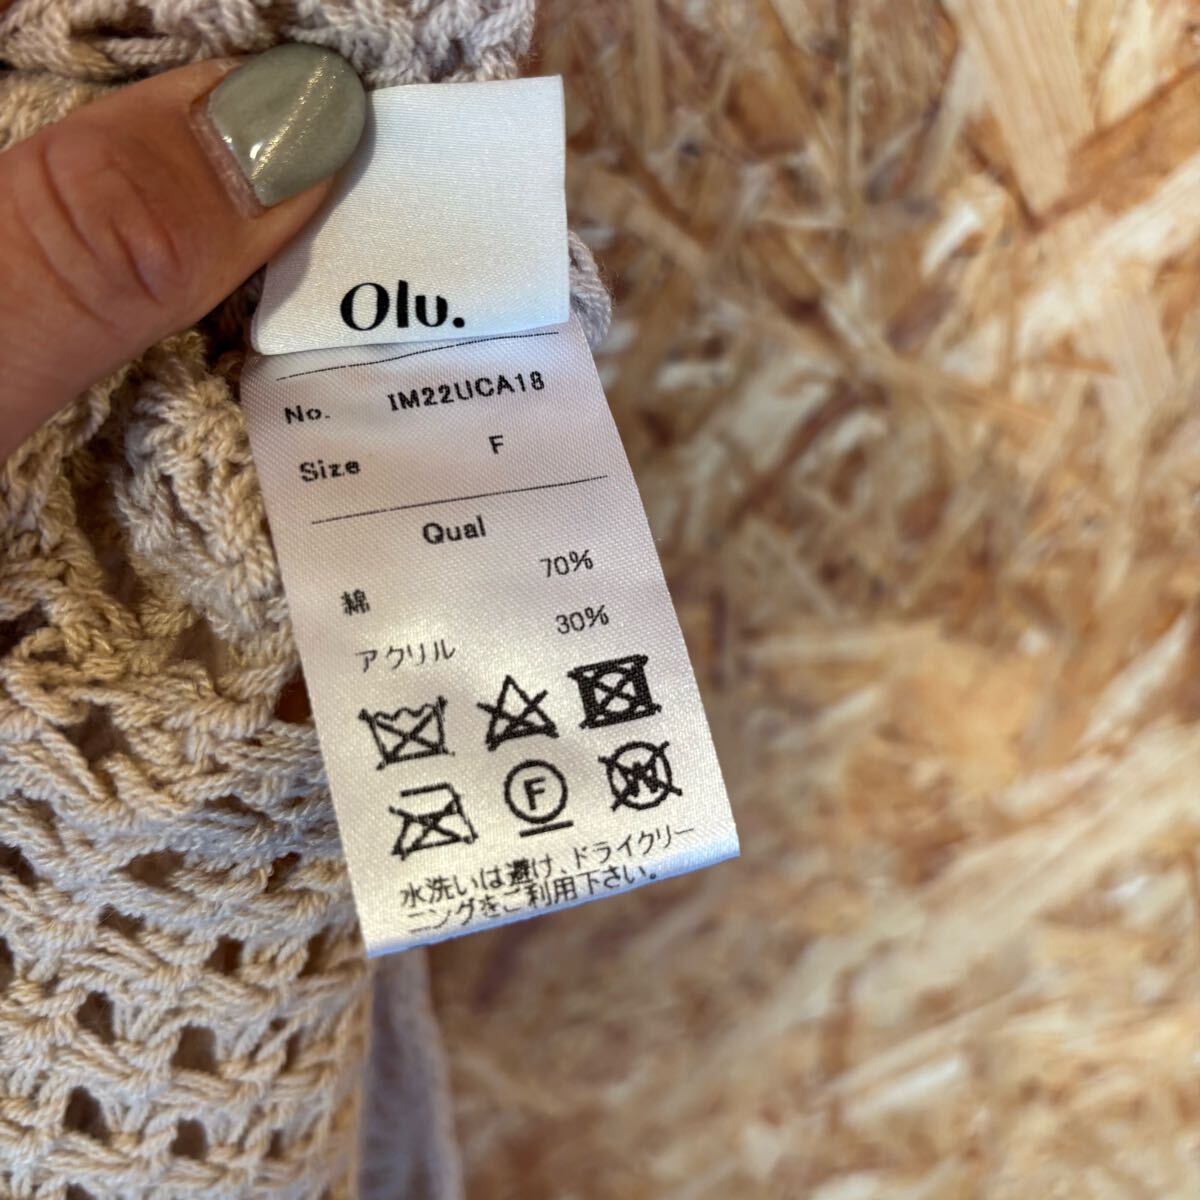 Olu.
No. IM22UCA18
Size F
Qual
綿 70%
アクリル 30%
F
W
水洗いは避け、ドライクリー
ニングをご利用下さい。